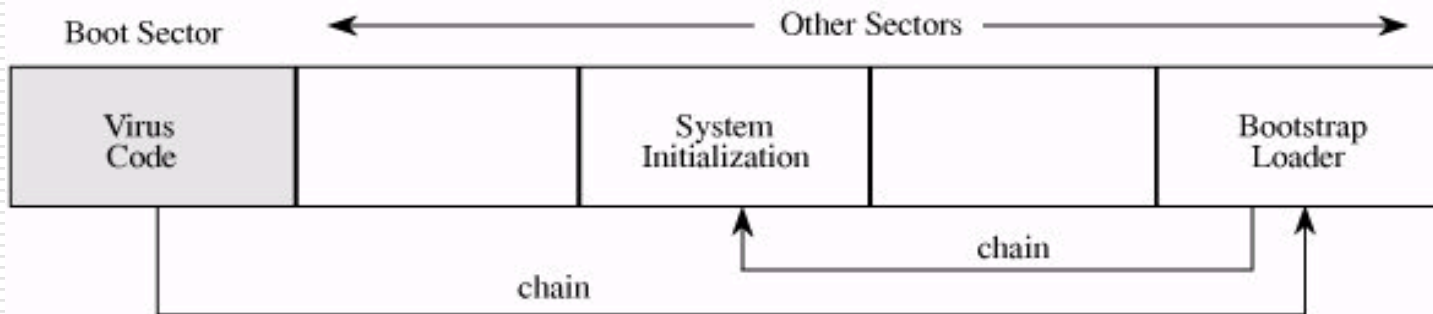 Boot Sector
Other Sectors
Virus
Code
System
Initialization
Bootstrap
Loader
chain
chain